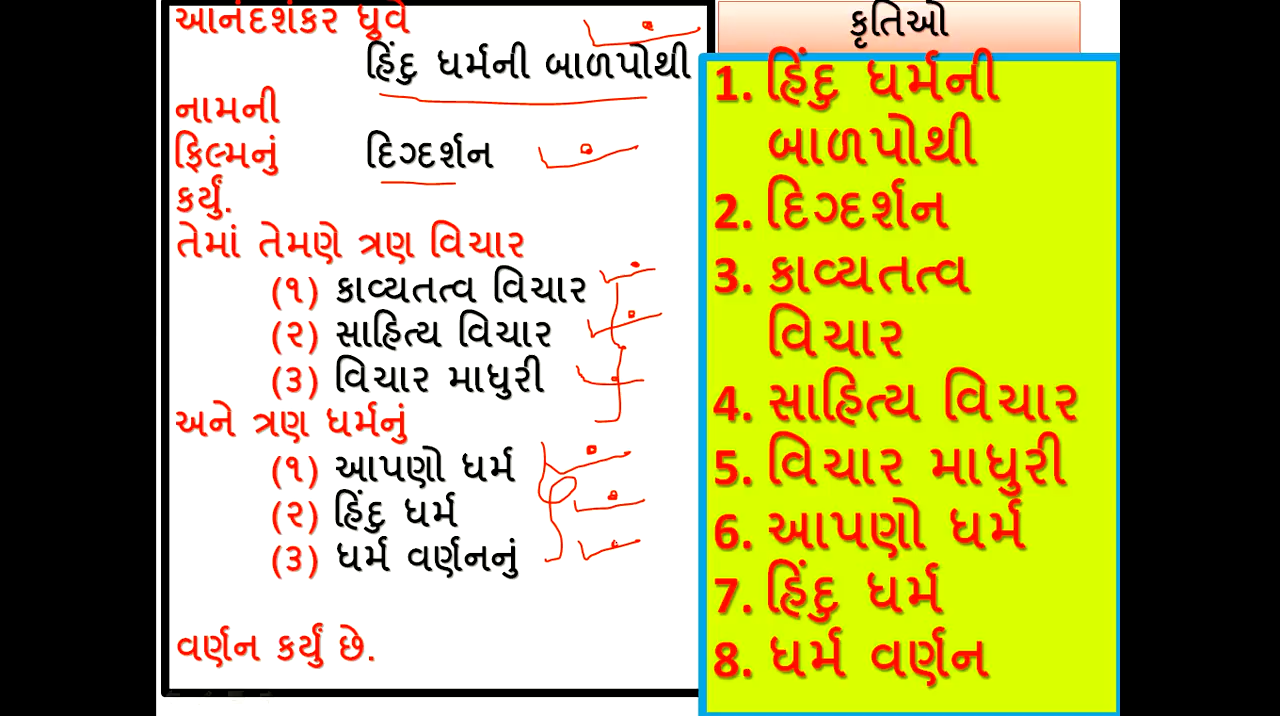 આનંદશંકર ધ્રુવે
હિંદુ ધર્મની બાળપોથી
નામની
ફિલ્મનું દિગ્દર્શન
કર્યું.
તેમાં તેમણે ત્રણ વિચાર
(૧) કાવ્યતત્વ વિચાર
(૨) સાહિત્ય વિચાર
(૩) વિચાર માધુરી
અને ત્રણ ધર્મનું
(૧) આપણો ધર્મ
(૨) હિંદુ ધર્મ
(૩) ધર્મ વર્ણનનું
વર્ણન કર્યું છે.
કૃતિઓ
1. હિંદુ ધર્મની
બાળપોથી
2. દિગ્દર્શન
3. કાવ્યતત્વ
વિચાર
4. સાહિત્ય વિચાર
5. વિચાર માધુરી
6. આપણો ધર્મ
7. હિંદુ ધર્મ
8. ધર્મ વર્ણન